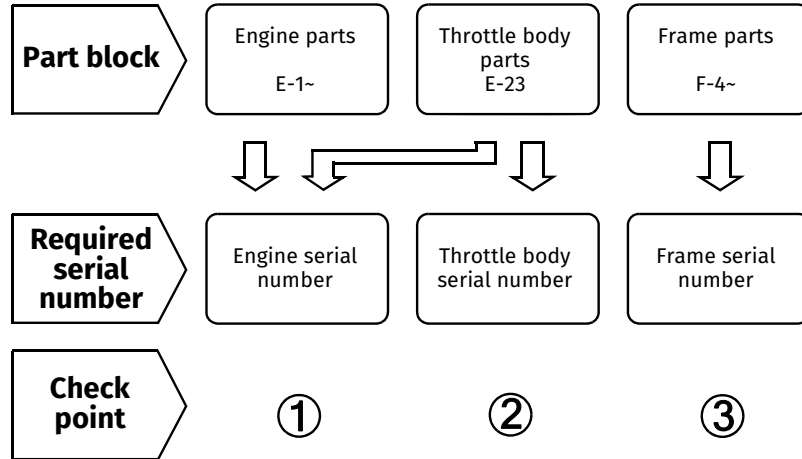 Part block
Engine parts
E-1~
Throttle body
parts
E-23
Frame parts
F-4~
Required
serial
number
Engine serial
number
Throttle body
serial number
Frame serial
number
Check
point
①
②
③